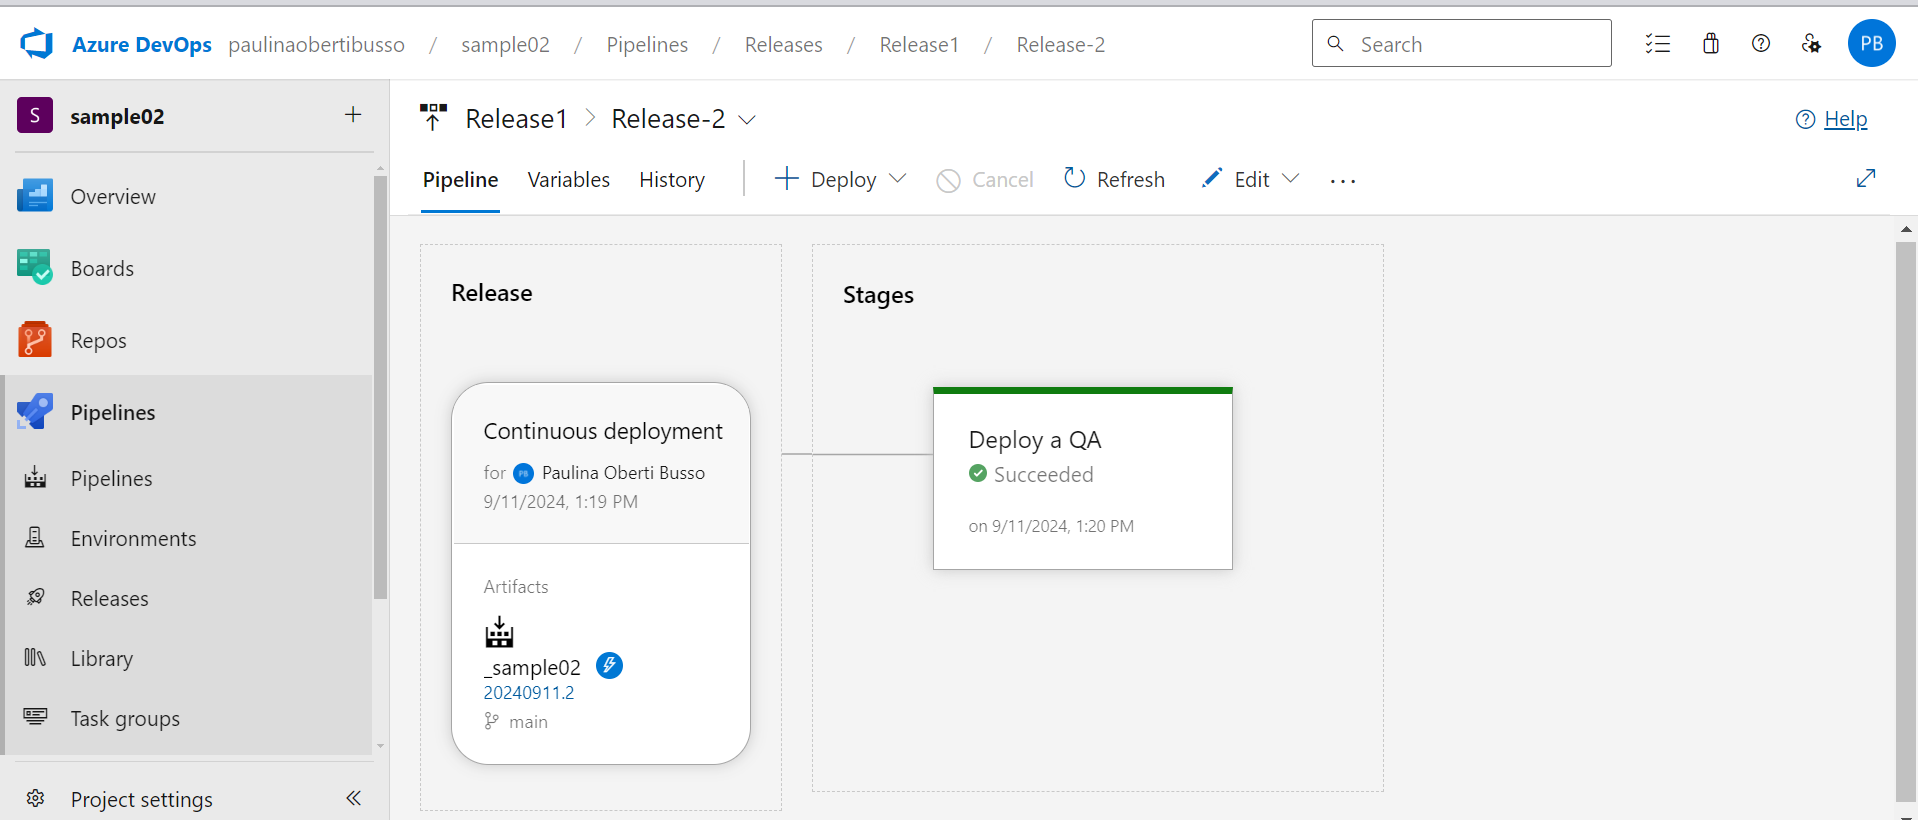 Azure DevOps paulinaobertibusso / sample02 / Pipelines / Releases / Release1 / Release-2
Search
PB
S sample02 +
Overview
Boards
Repos
Pipelines
Pipelines
Environments
Releases
Library
Task groups
Project settings
Release1 > Release-2
Help
Pipeline Variables History Deploy Cancel Refresh Edit ...
Release
Continuous deployment
for PB Paulina Oberti Busso
9/11/2024, 1:19 PM
Artifacts
_sample02
20240911.2
main
Stages
Deploy a QA
Succeeded
on 9/11/2024, 1:20 PM